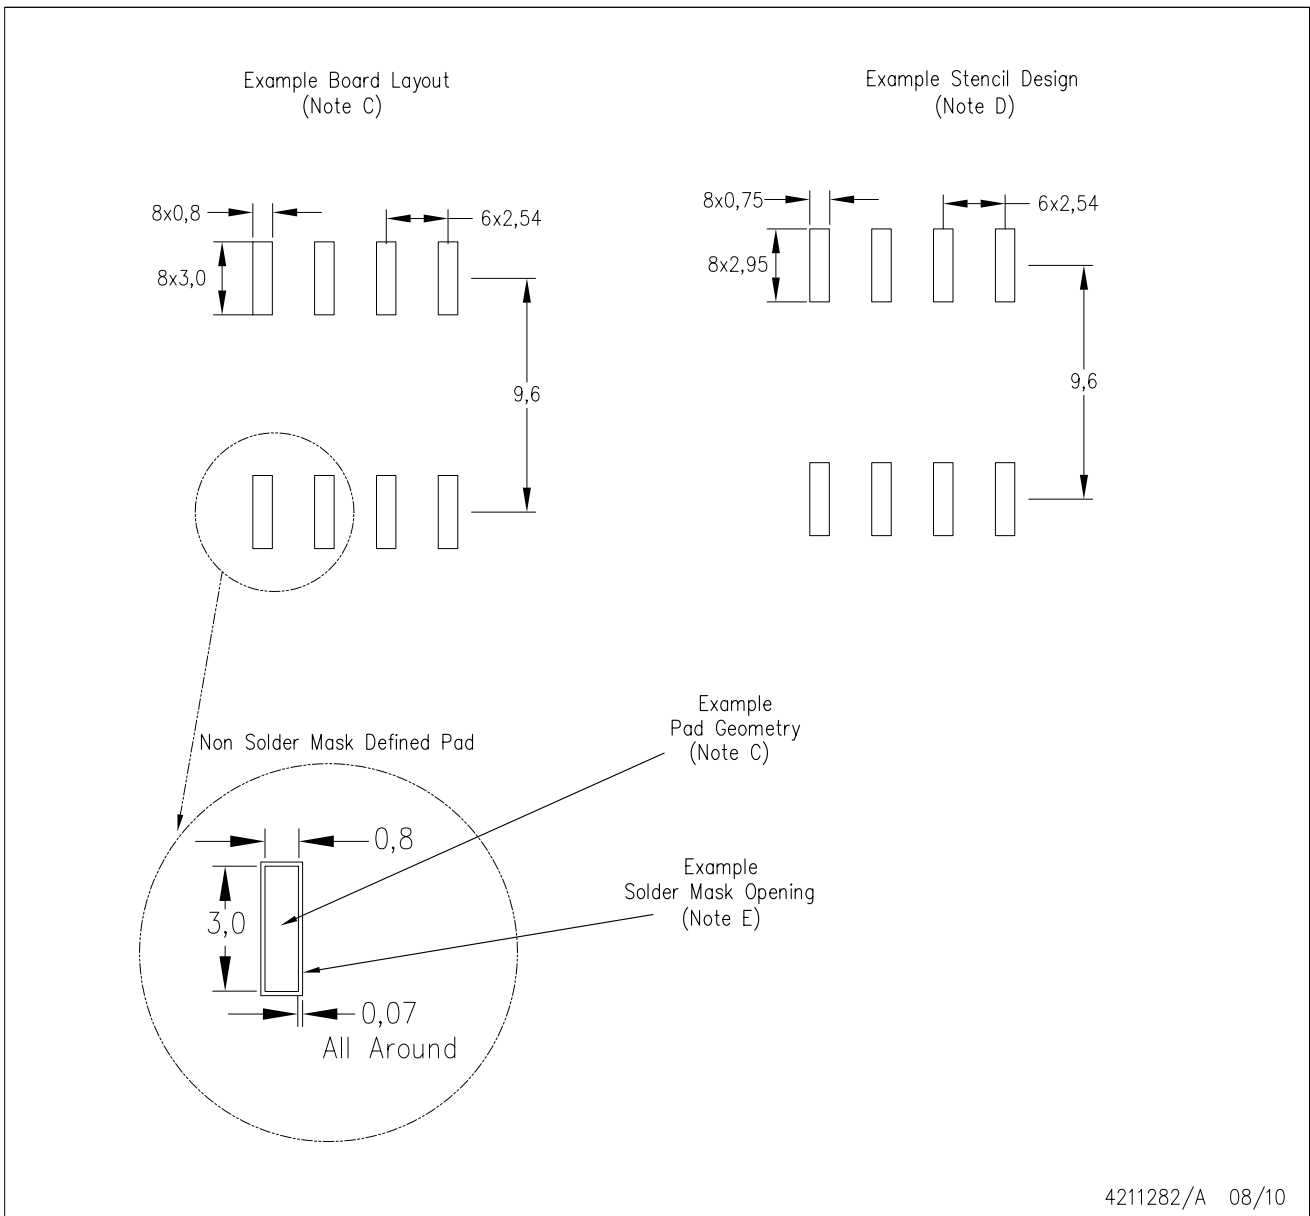 Example Board Layout
(Note C)
Example Stencil Design
(Note D)
8x0,8
6x2,54
8x3,0
9,6
8x0,75
6x2,54
8x2,95
9,6
Non Solder Mask Defined Pad
Example
Pad Geometry
(Note C)
0,8
3,0
Example
Solder Mask Opening
(Note E)
0,07
All Around
4211282/A 08/10